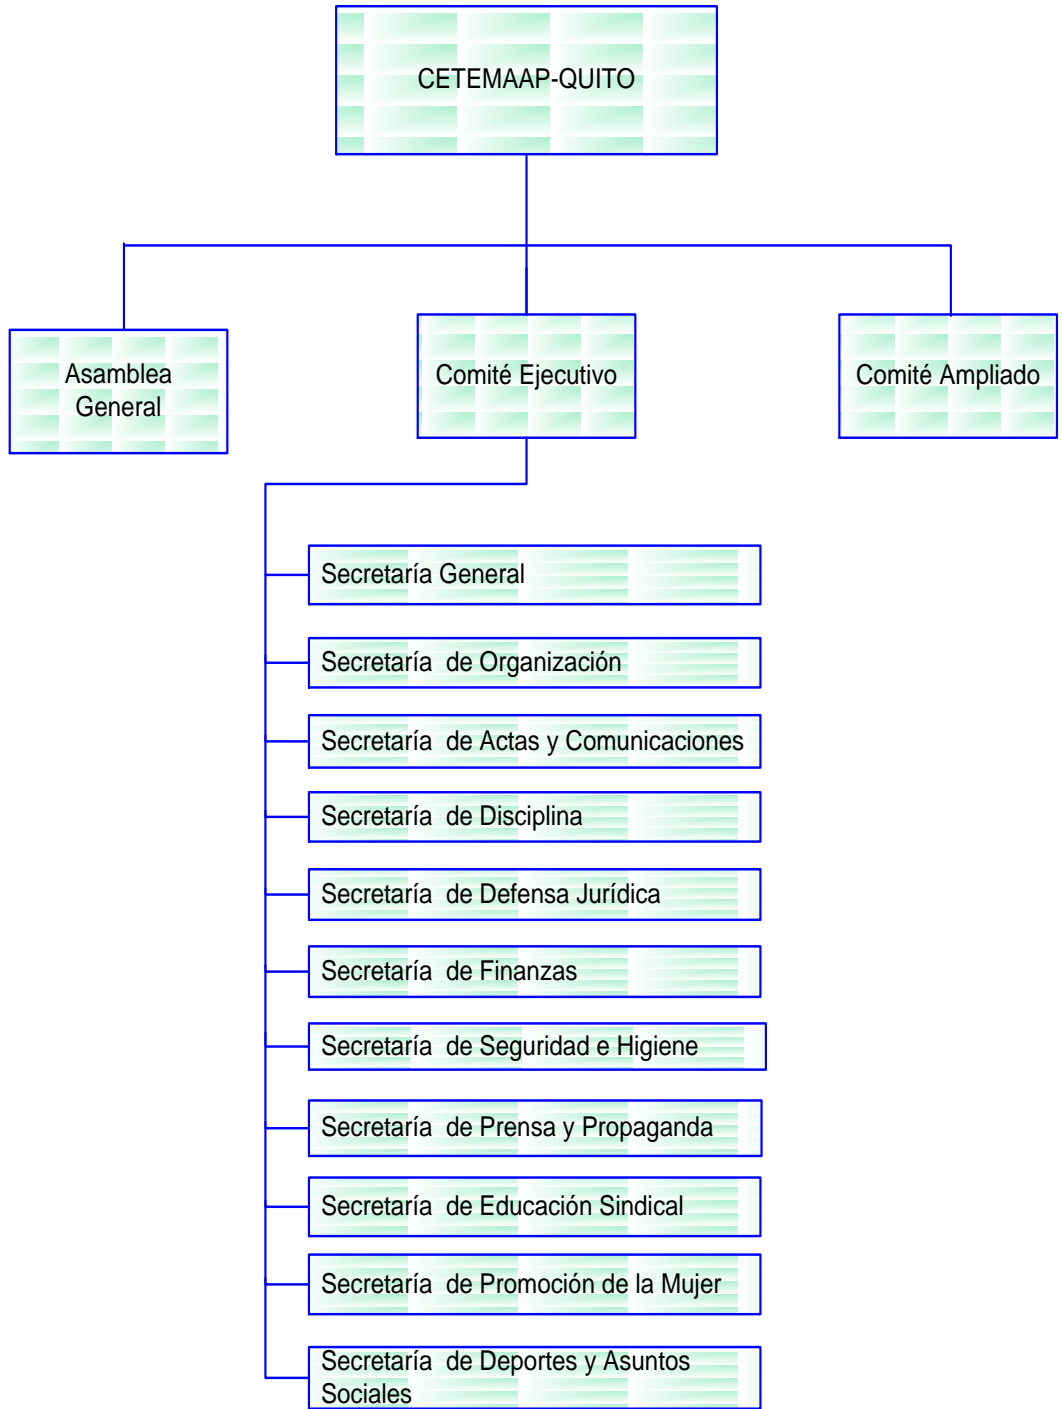 CETEMAAP-QUITO
Asamblea
General
Comité Ejecutivo
Comité Ampliado
Secretaría General
Secretaría  de Organización
Secretaría  de Actas y Comunicaciones
Secretaría  de Disciplina
Secretaría  de Defensa Jurídica
Secretaría  de Finanzas
Secretaría  de Seguridad e Higiene
Secretaría  de Prensa y Propaganda
Secretaría  de Educación Sindical
Secretaría  de Promoción de la Mujer
Secretaría  de Deportes y Asuntos
Sociales